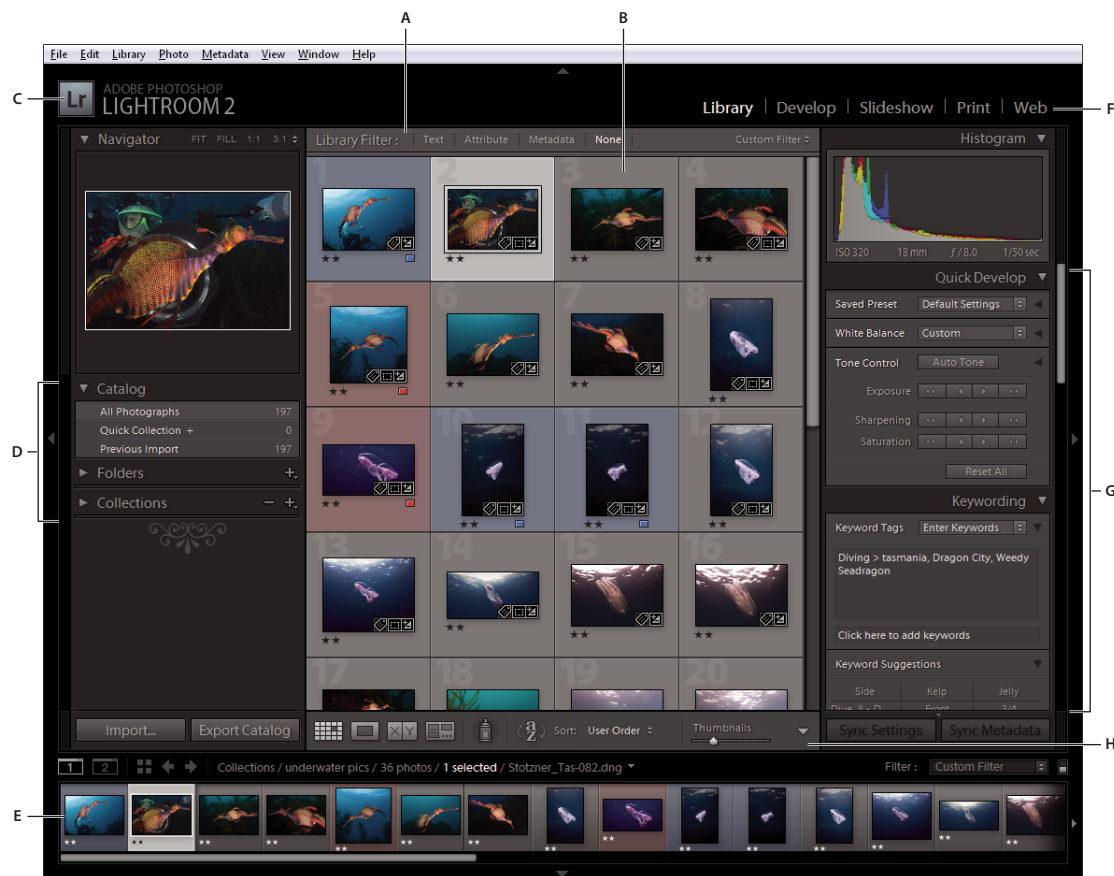 A
B
File Edit Library Photo Metadata View Window Help
C
Lr
ADOBE PHOTOSHOP
LIGHTROOM 2
Library | Develop | Slideshow | Print | Web
F
Navigator FIT FILL 1:1 3:1
Library Filter: Text Attribute Metadata None Custom Filter
Histogram
1 2 3 4
ISO 320 18 mm ƒ / 8.0 1/50 sec
Quick Develop
5 6 7 8
Saved Preset Default Settings
White Balance Custom
Tone Control Auto Tone
Exposure
Sharpening
Saturation
Reset All
D
Catalog
All Photographs 197
Quick Collection + 0
Previous Import 197
Folders +
Collections − +
9 10 11 12
G
Keywording
Keyword Tags Enter Keywords
Diving > tasmania, Dragon City, Weedy
Seadragon
Click here to add keywords
13 14 15 16
Keyword Suggestions
Side Kelp Jelly
Dive 8 > D Front 3/4
17 18 19 20
Import... Export Catalog
X Y
a z
Sort: User Order
Thumbnails
Sync Settings Sync Metadata
H
1 2
Collections / underwater pics / 36 photos / 1 selected / Stotzner_Tas-082.dng
Filter : Custom Filter
E